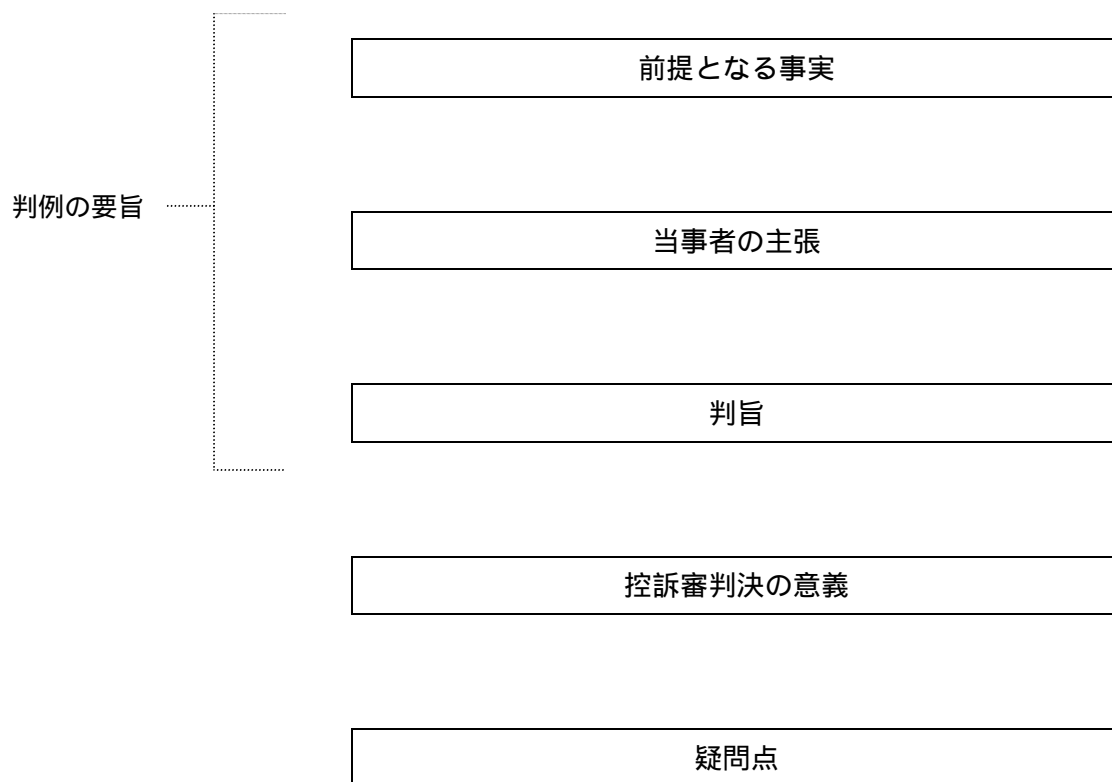 前提となる事実
判例の要旨
当事者の主張
判旨
控訴審判決の意義
疑問点